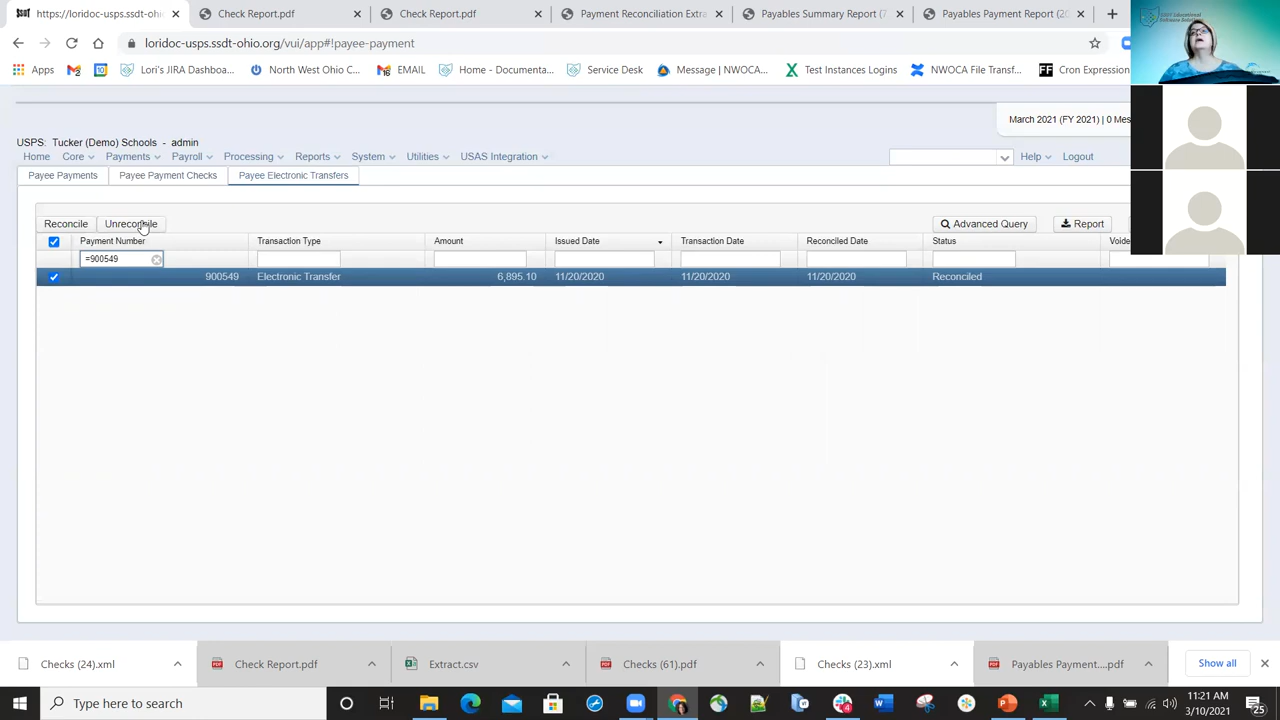 https://loridoc-usps.ssdt-ohio
Check Report.pdf
Check Report.pdf
Payment Reconciliation Extra
Payables Summary Report (7
Payables Payment Report (20
loridoc-usps.ssdt-ohio.org/vui/app#!payee-payment
Apps
Lori's JIRA Dashboa...
North West Ohio C...
EMAIL
Home - Documenta...
Service Desk
Message | NWOCA...
Test Instances Logins
NWOCA File Transf...
Cron Expression
March 2021 (FY 2021) | 0 Mes
USPS: Tucker (Demo) Schools - admin
Home
Core
Payments
Payroll
Processing
Reports
System
Utilities
USAS Integration
Help
Logout
Payee Payments
Payee Payment Checks
Payee Electronic Transfers
Reconcile
Unreconcile
Advanced Query
Report
Payment Number
Transaction Type
Amount
Issued Date
Transaction Date
Reconciled Date
Status
Voide
=900549
900549 Electronic Transfer 6,895.10 11/20/2020 11/20/2020 11/20/2020 Reconciled
Checks (24).xml
Check Report.pdf
Extract.csv
Checks (61).pdf
Checks (23).xml
Payables Payment....pdf
Show all
Type here to search
11:21 AM
3/10/2021